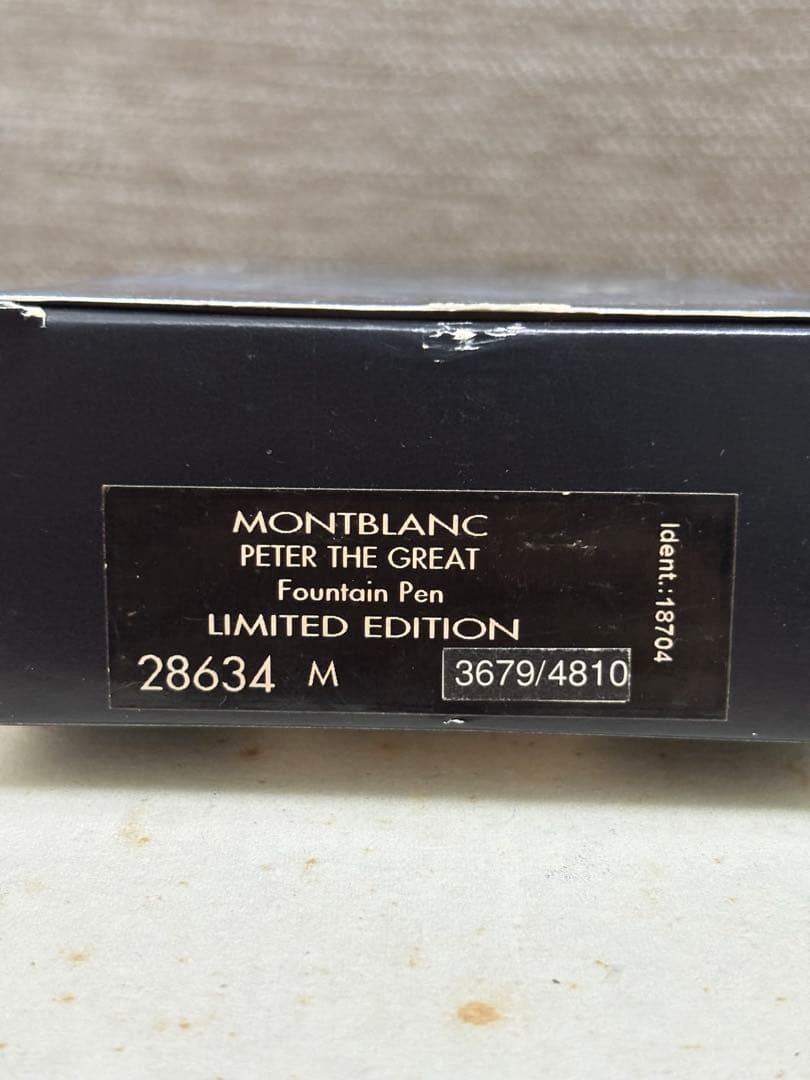 MONTBLANC
PETER THE GREAT
Fountain Pen
LIMITED EDITION
28634 M 3679/4810
Ident.:18704